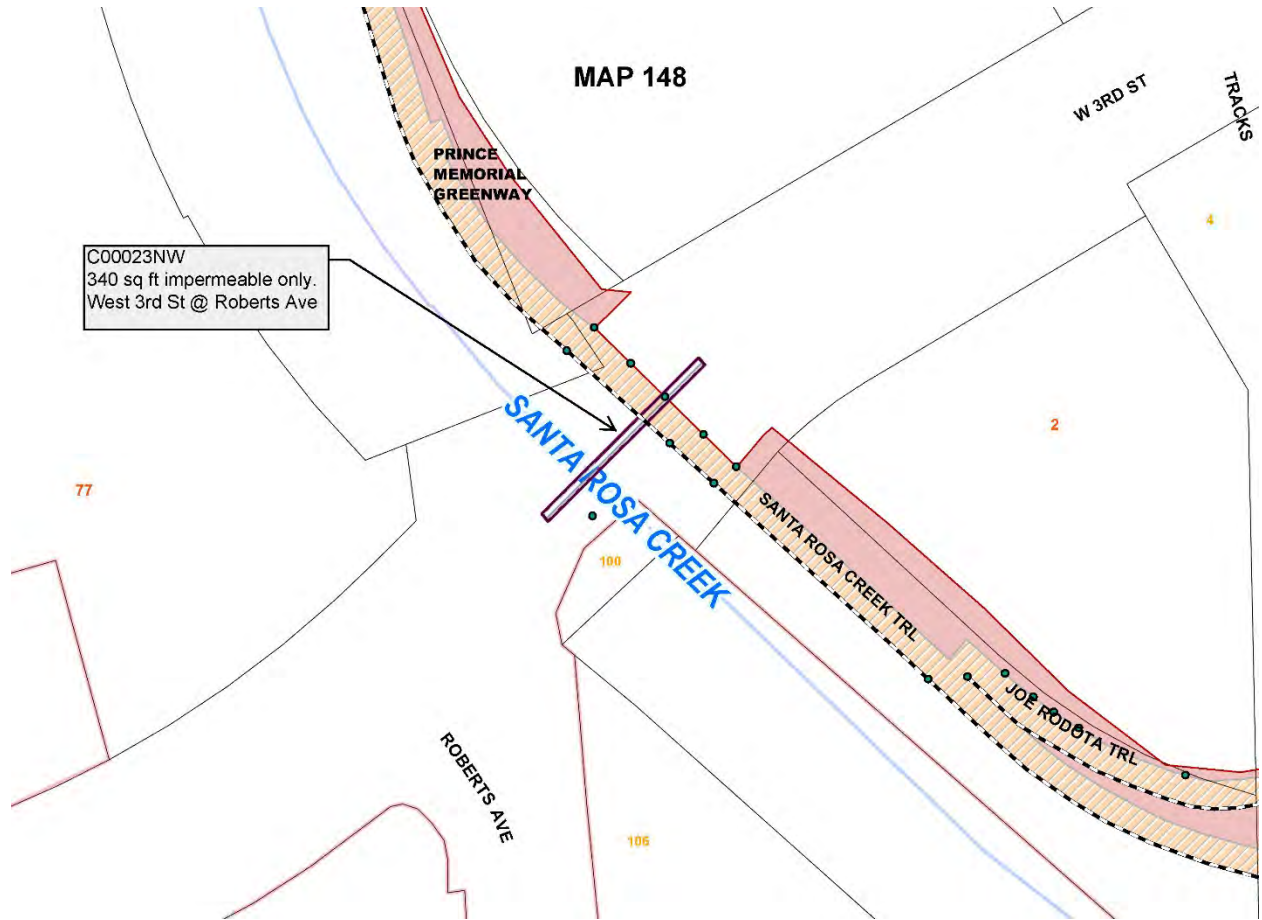 MAP 148
W 3RD ST
TRACKS
PRINCE
MEMORIAL
GREENWAY
4
C00023NW
340 sq ft impermeable only.
West 3rd St @ Roberts Ave
2
SANTA ROSA CREEK
77
SANTA ROSA CREEK TRL
100
JOE RODOTA TRL
ROBERTS AVE
106